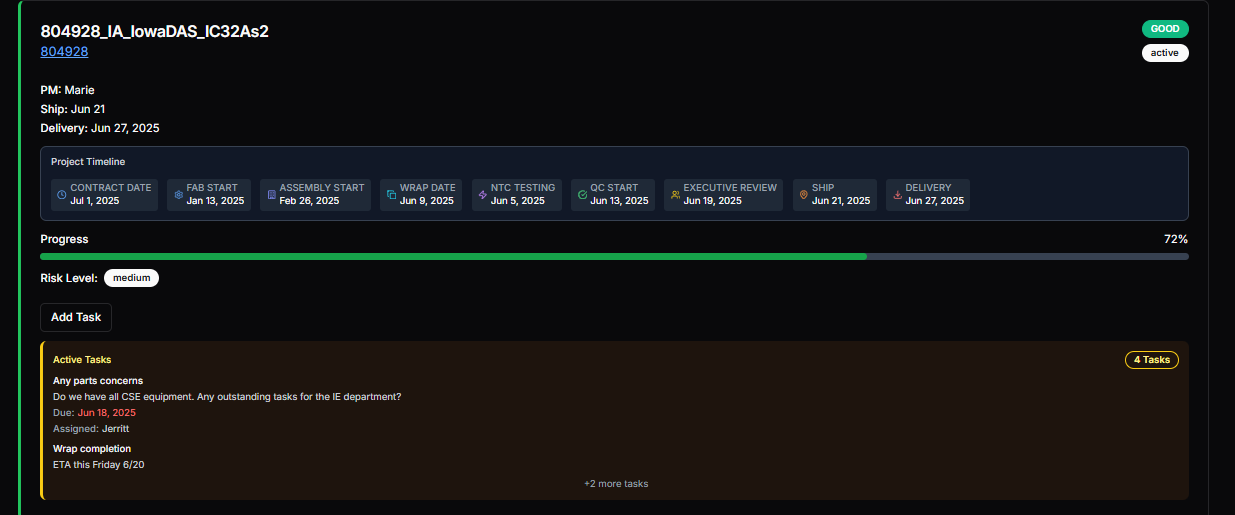 804928_IA_IowaDAS_IC32As2
GOOD
804928
active
PM: Marie
Ship: Jun 21
Delivery: Jun 27, 2025
Project Timeline
CONTRACT DATE
Jul 1, 2025
FAB START
Jan 13, 2025
ASSEMBLY START
Feb 26, 2025
WRAP DATE
Jun 9, 2025
NTC TESTING
Jun 5, 2025
QC START
Jun 13, 2025
EXECUTIVE REVIEW
Jun 19, 2025
SHIP
Jun 21, 2025
DELIVERY
Jun 27, 2025
Progress
72%
Risk Level: medium
Add Task
Active Tasks
4 Tasks
Any parts concerns
Do we have all CSE equipment. Any outstanding tasks for the IE department?
Due: Jun 18, 2025
Assigned: Jerritt
Wrap completion
ETA this Friday 6/20
+2 more tasks